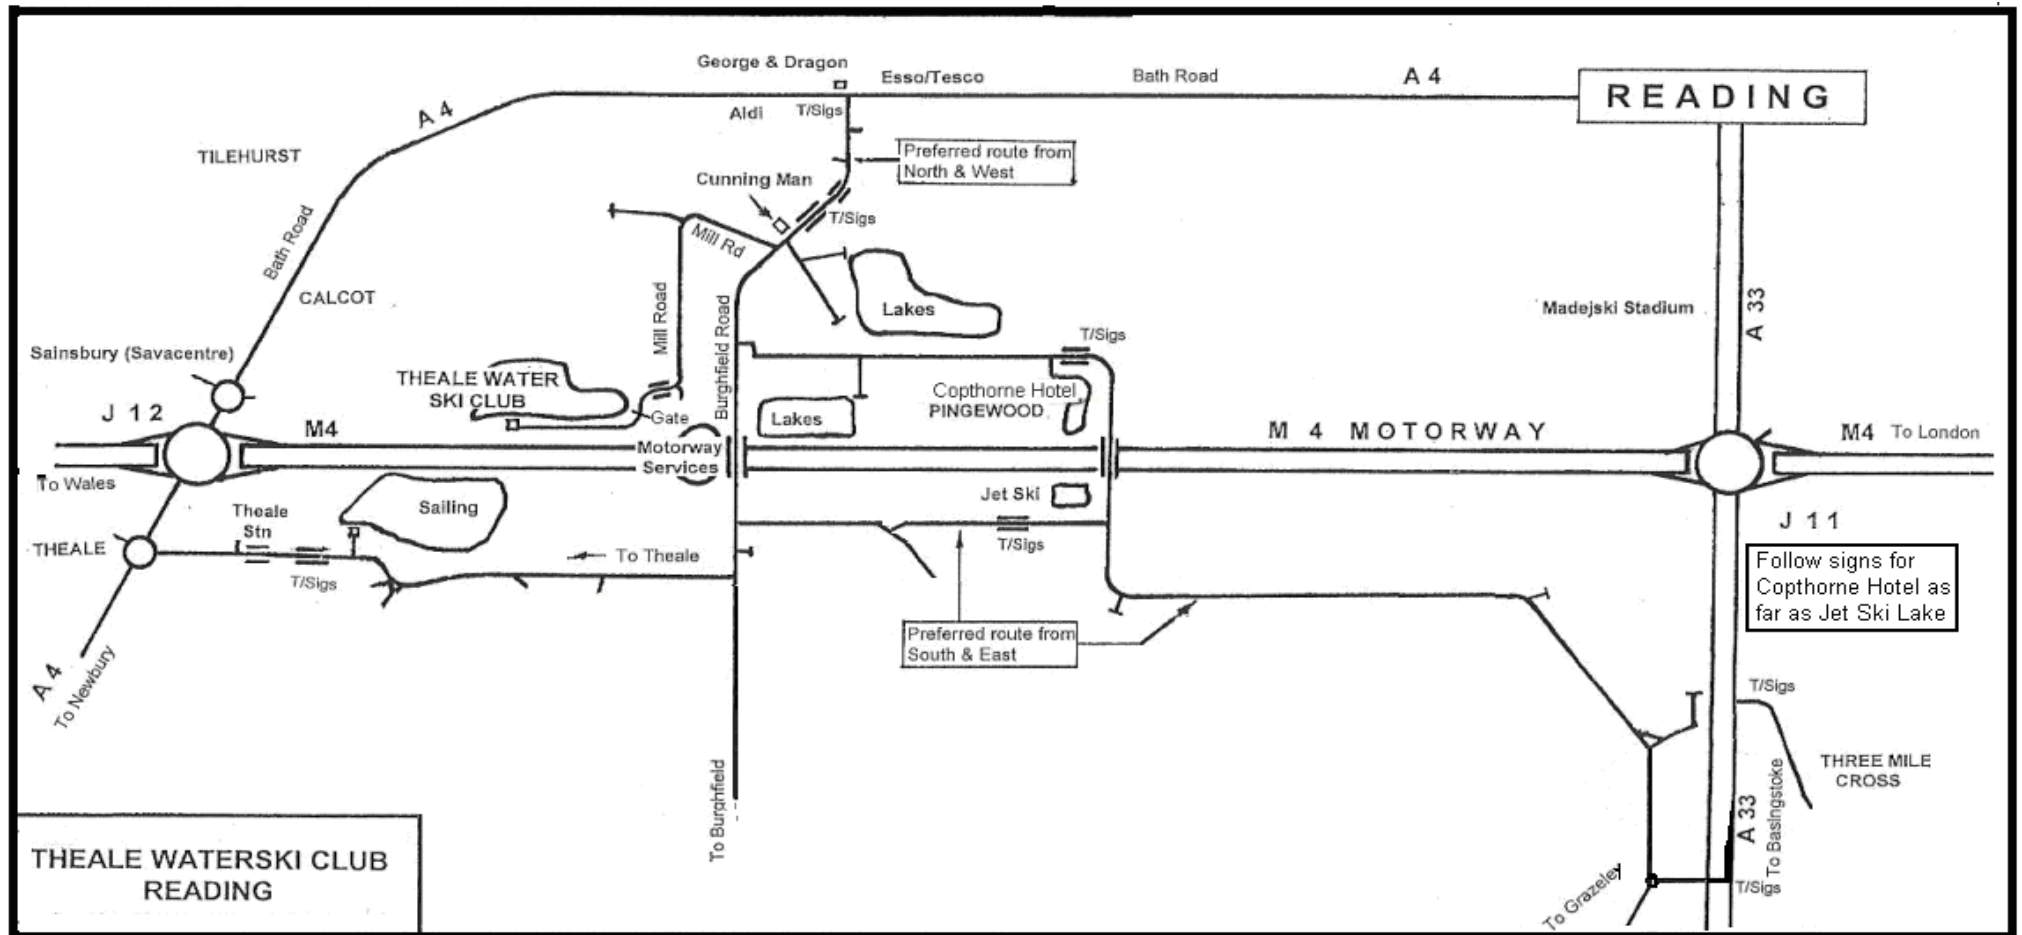 George & Dragon
Esso/Tesco
Bath Road
A 4
READING
A 4
Aldi
T/Sigs
TILEHURST
Preferred route from
North & West
Cunning Man
T/Sigs
Mill Rd
Bath Road
CALCOT
Lakes
Mill Road
Burghfield Road
Madejski Stadium
A 33
T/Sigs
Sainsbury (Savacentre)
THEALE WATER
SKI CLUB
Copthorne Hotel
PINGEWOOD
J 12
Gate
Lakes
M4
Motorway
Services
M 4 MOTORWAY
M4
To London
To Wales
Sailing
Jet Ski
Theale
Stn
J 11
THEALE
To Theale
T/Sigs
T/Sigs
Follow signs for
Copthorne Hotel as
far as Jet Ski Lake
Preferred route from
South & East
A 4
To Newbury
T/Sigs
THREE MILE
CROSS
To Burghfield
A 33
To Basingstoke
T/Sigs
To Grazeley
THEALE WATERSKI CLUB
READING